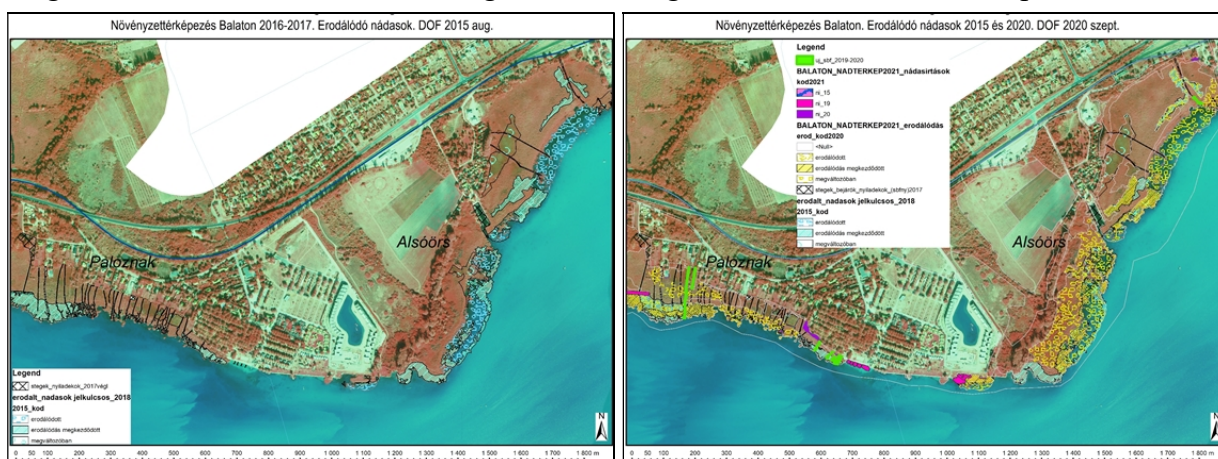 Növényzettérképezés Balaton 2016-2017. Erodálódó nádasok. DOF 2015 aug.
Alsóörs
Paloznak
Legend
stegek_nyiladekok_2017végl
erodalt_nadasok jelkulcsos_2018
2015_kod
erodálódott
erodálódás megkezdődött
megváltozóban
N
0 50 100 200 300 400 500 600 700 800 900 1 000 1 100 1 200 1 300 1 400 1 500 1 600 1 700 1 800 m
Növényzettérképezés Balaton. Erodálódó nádasok 2015 és 2020. DOF 2020 szept.
Legend
uj_sbf_2019-2020
BALATON_NADTERKEP2021_nádasirtások
kod2021
ni_15
ni_19
ni_20
BALATON_NADTERKEP2021_erodálódás
erod_kod2020
<Null>
erodálódott
erodálódás megkezdődött
megváltozóban
stegek_bejárók_nyiladekok_(sbfny)2017
erodalt_nadasok jelkulcsos_2018
2015_kod
erodálódott
erodálódás megkezdődött
megváltozóban
Alsóörs
Paloznak
N
0 50 100 200 300 400 500 600 700 800 900 1 000 1 100 1 200 1 300 1 400 1 500 1 600 1 700 1 800 m